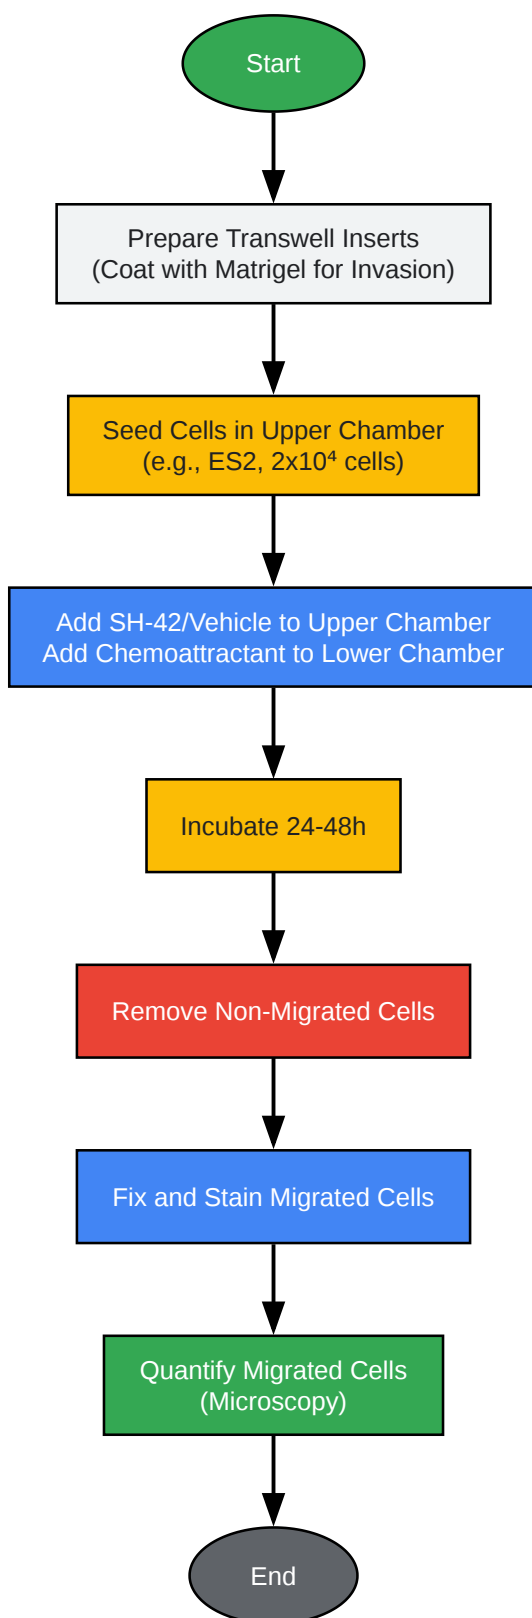 Start
Prepare Transwell Inserts
(Coat with Matrigel for Invasion)
Seed Cells in Upper Chamber
(e.g., ES2, 2x10⁴ cells)
Add SH-42/Vehicle to Upper Chamber
Add Chemoattractant to Lower Chamber
Incubate 24-48h
Remove Non-Migrated Cells
Fix and Stain Migrated Cells
Quantify Migrated Cells
(Microscopy)
End